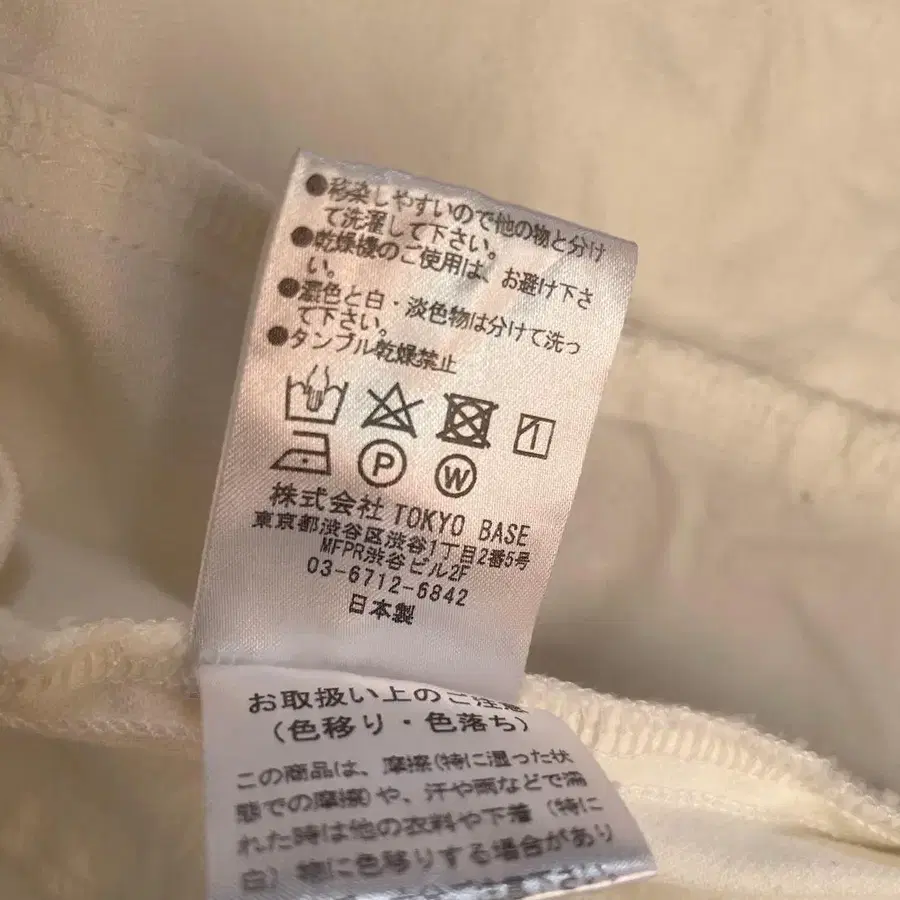 ●移染しやすいので他の物と分け
て洗濯して下さい。
●乾燥機のご使用は、お避け下さ
い。
●濃色と白・淡色物は分けて洗っ
て下さい。
●タンブル乾燥禁止
P W
株式会社 TOKYO BASE
東京都渋谷区渋谷1丁目2番5号
MFPR渋谷ビル2F
03-6712-6842
日本製
お取扱い上のご注意
(色移り・色落ち)
この商品は、摩擦(特に湿った状
態での摩擦)や、汗や雨などで濡
れた時は他の衣料や下着(特に
白)物に色移りする場合があり